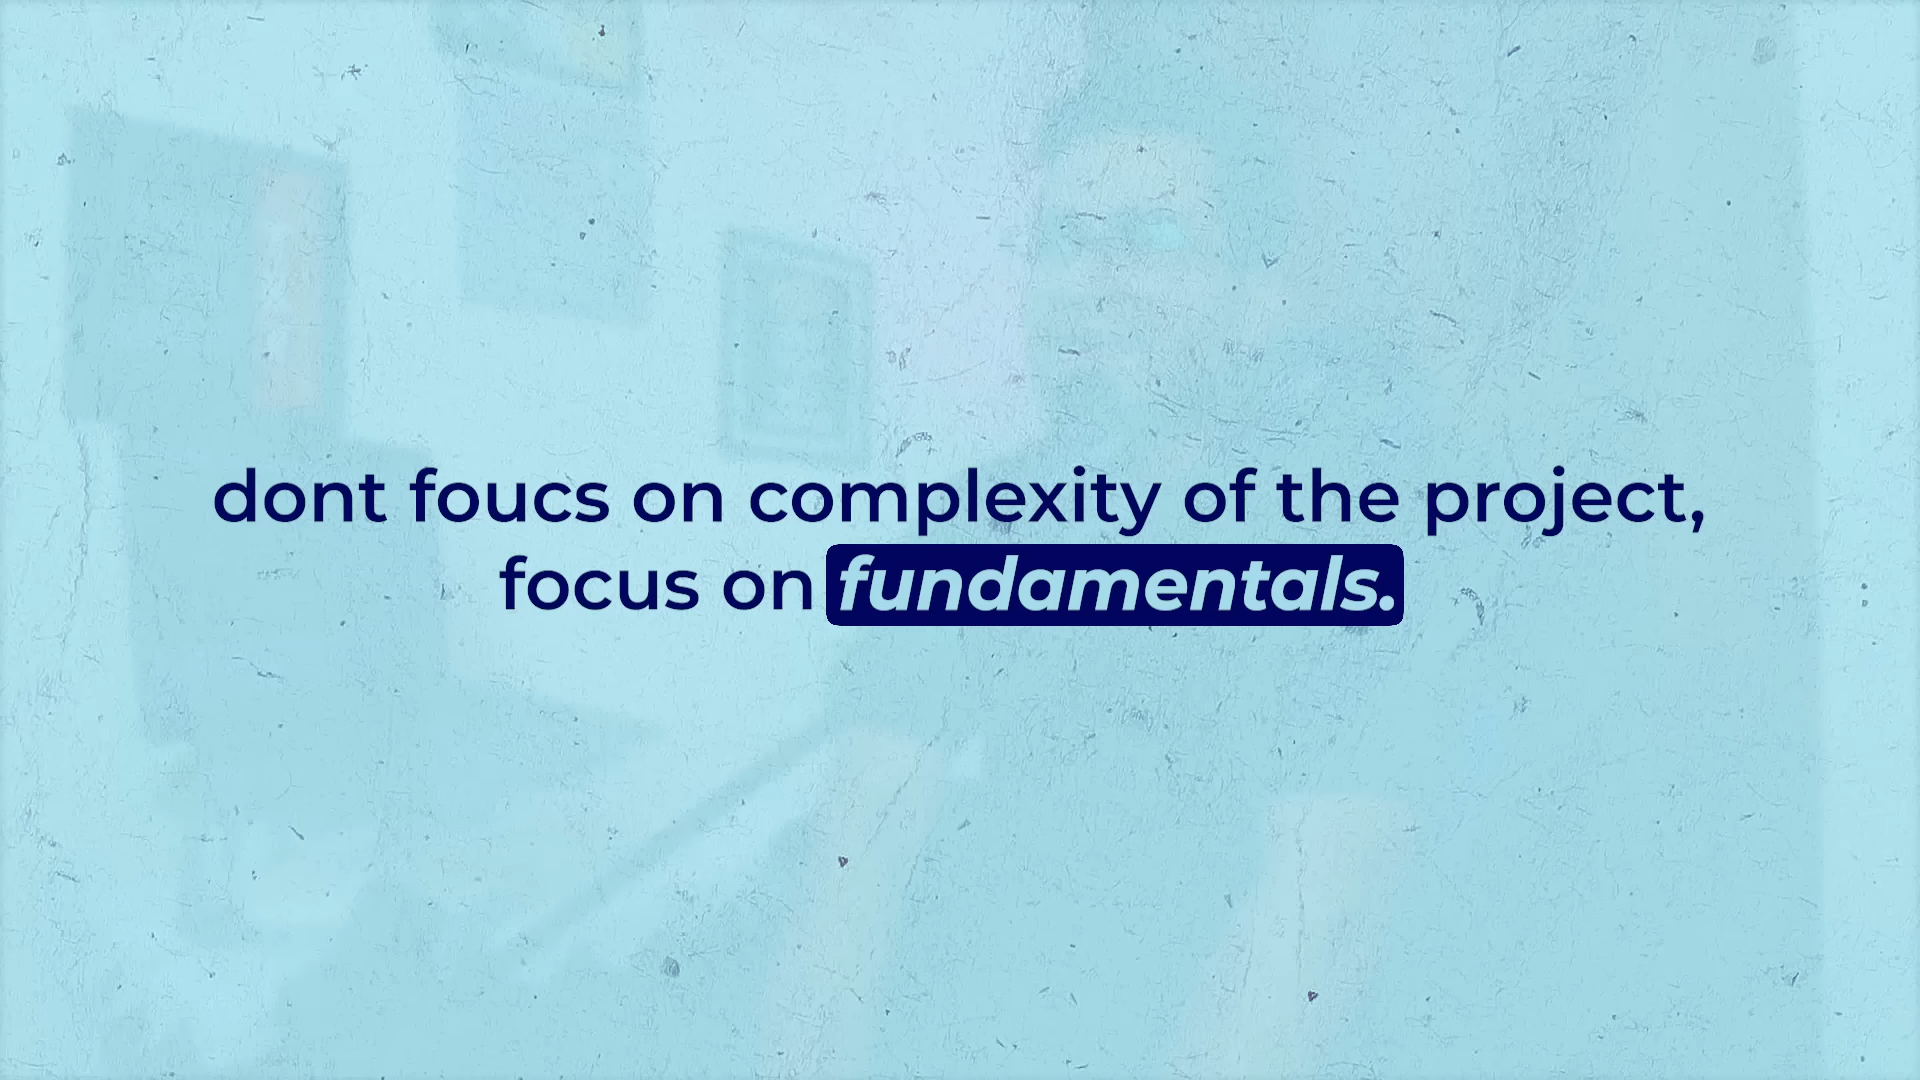 dont foucs on complexity of the project,
focus on fundamentals.